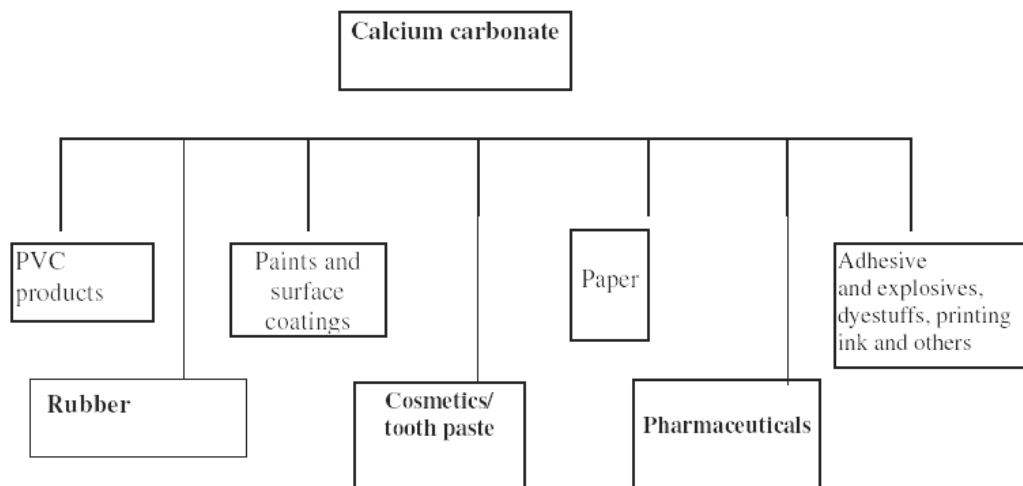 Calcium carbonate
PVC
products
Paints and
surface
coatings
Paper
Adhesive
and explosives,
dyestuffs, printing
ink and others
Rubber
Cosmetics/
tooth paste
Pharmaceuticals